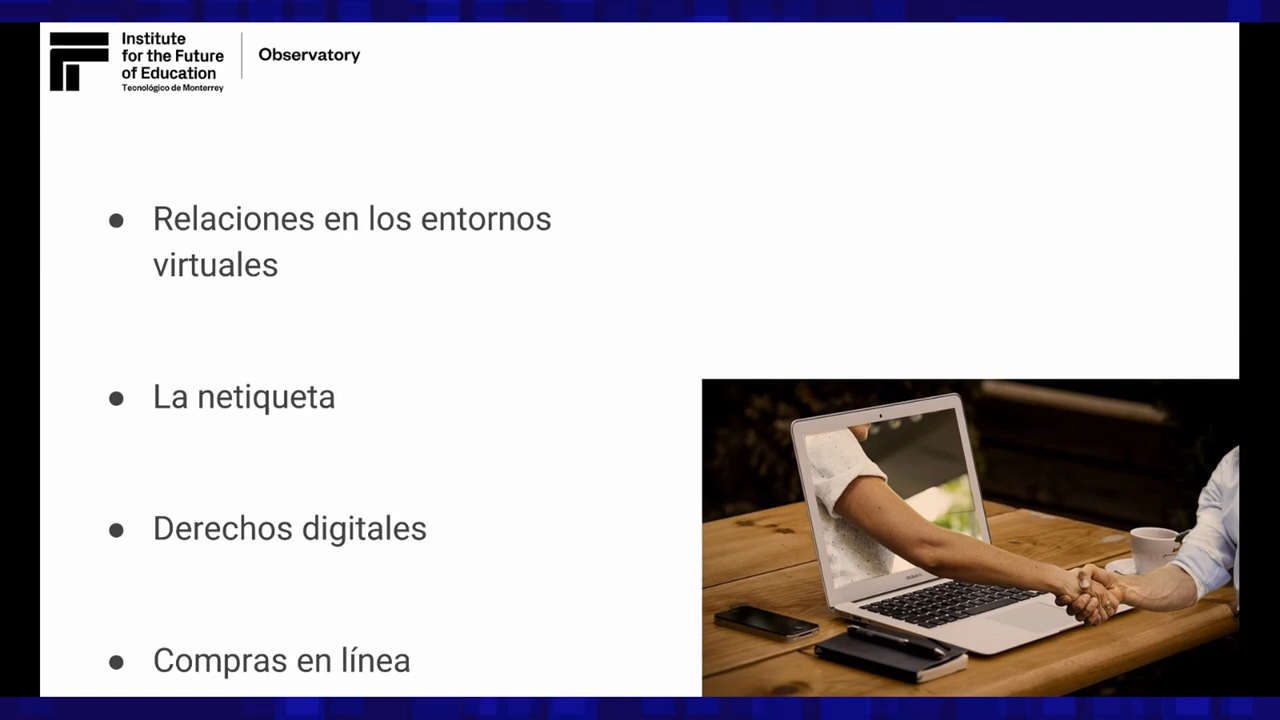 Institute
for the Future
of Education
Tecnológico de Monterrey
Observatory
● Relaciones en los entornos
virtuales
● La netiqueta
● Derechos digitales
● Compras en línea